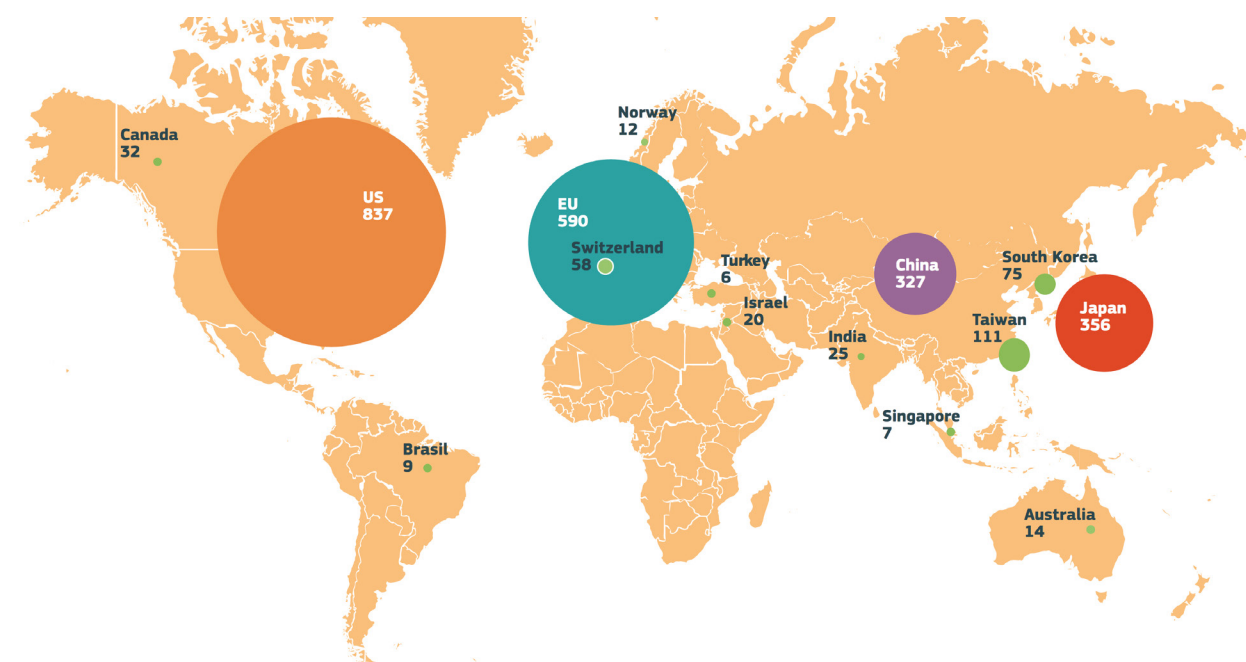 Norway
12
Canada
32
US
837
EU
590
Switzerland
58
Turkey
6
Israel
20
China
327
South Korea
75
Japan
356
Taiwan
111
India
25
Singapore
7
Brasil
9
Australia
14